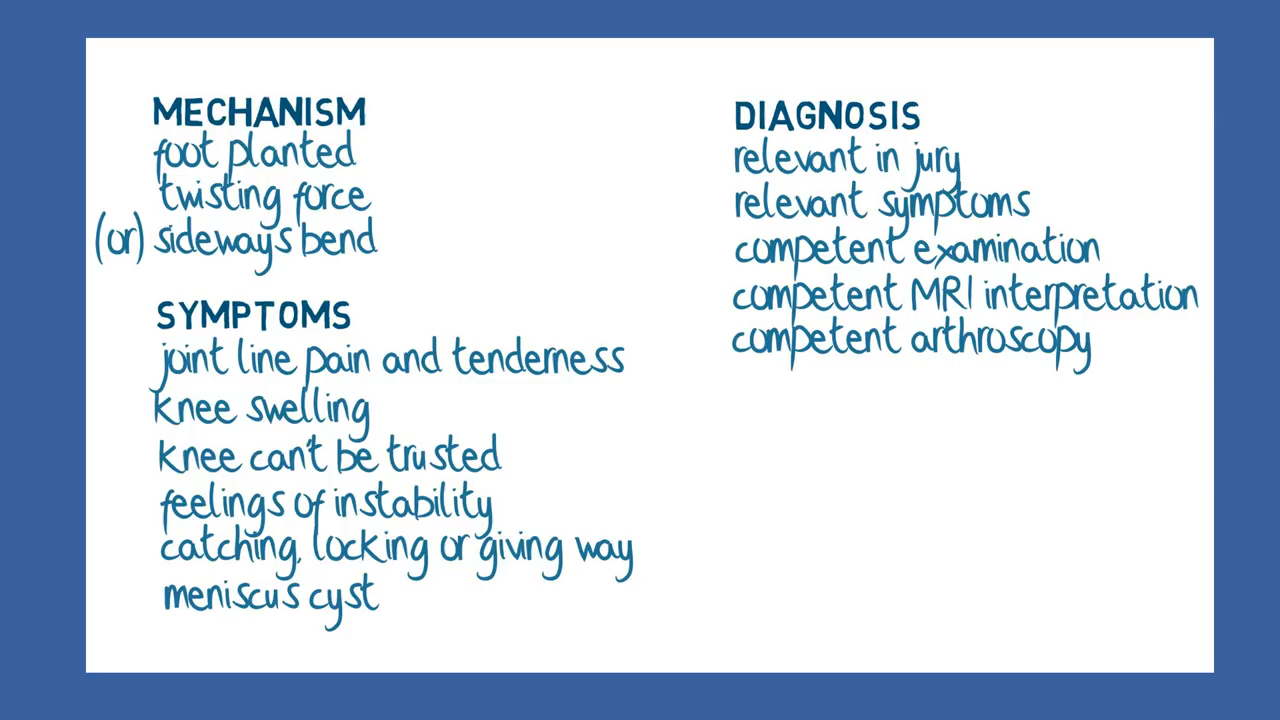 MECHANISM
foot planted
twisting force
(or) sideways bend
SYMPTOMS
joint line pain and tenderness
knee swelling
knee can't be trusted
feelings of instability
catching, locking or giving way
meniscus cyst
DIAGNOSIS
relevant in jury
relevant symptoms
competent examination
competent MRI interpretation
competent arthroscopy